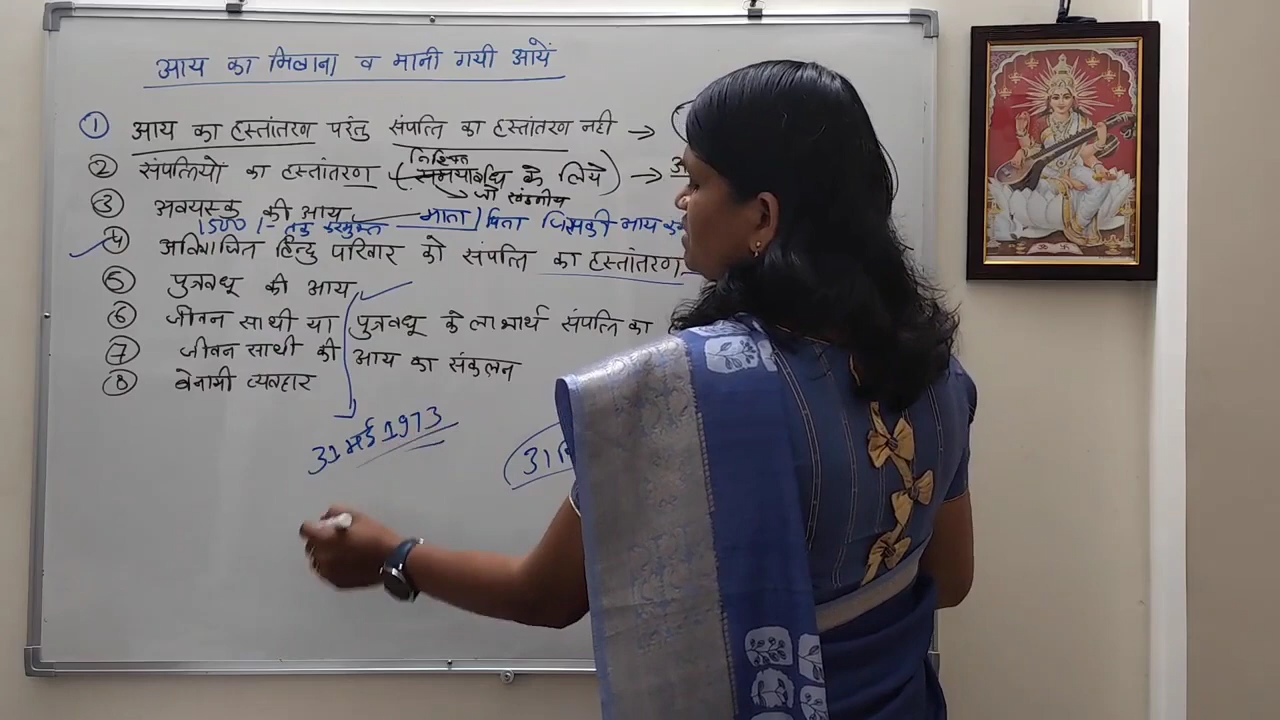 आय का मिलाना व मानी गयी आयें
① आय का हस्तांतरण परंतु संपत्ति का हस्तांतरण नही →
② संपत्तियों का हस्तांतरण (निश्चित समयावधि के लिये) →
जो खंडनीय
③ अवयस्क की आय माता / पिता जिसकी आय
1500/- तक करमुक्त
④ अविभाजित हिन्दु परिवार को संपत्ति का हस्तांतरण
⑤ पुत्रवधू की आय
⑥ जीवन साथी या पुत्रवधू के लाभार्थ संपत्ति का
⑦ जीवन साथी की आय का संकलन
⑧ बेनामी व्यवहार
31 मई 1973
31
ॐ